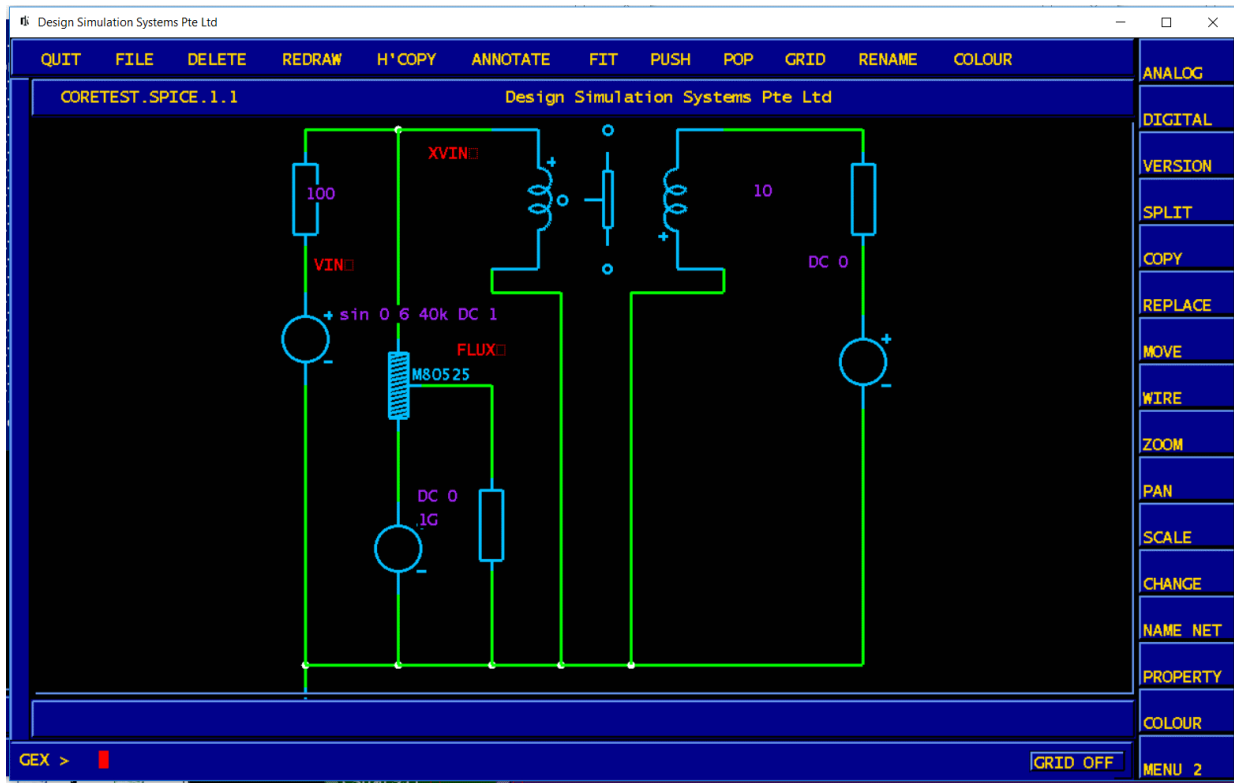 Design Simulation Systems Pte Ltd
QUIT FILE DELETE REDRAW H'COPY ANNOTATE FIT PUSH POP GRID RENAME COLOUR
CORETEST.SPICE.1.1 Design Simulation Systems Pte Ltd
XVIN
100
10
VIN
DC 0
sin 0 6 40k DC 1
FLUX
M80525
DC 0
1G
ANALOG
DIGITAL
VERSION
SPLIT
COPY
REPLACE
MOVE
WIRE
ZOOM
PAN
SCALE
CHANGE
NAME NET
PROPERTY
COLOUR
MENU 2
GEX >
GRID OFF